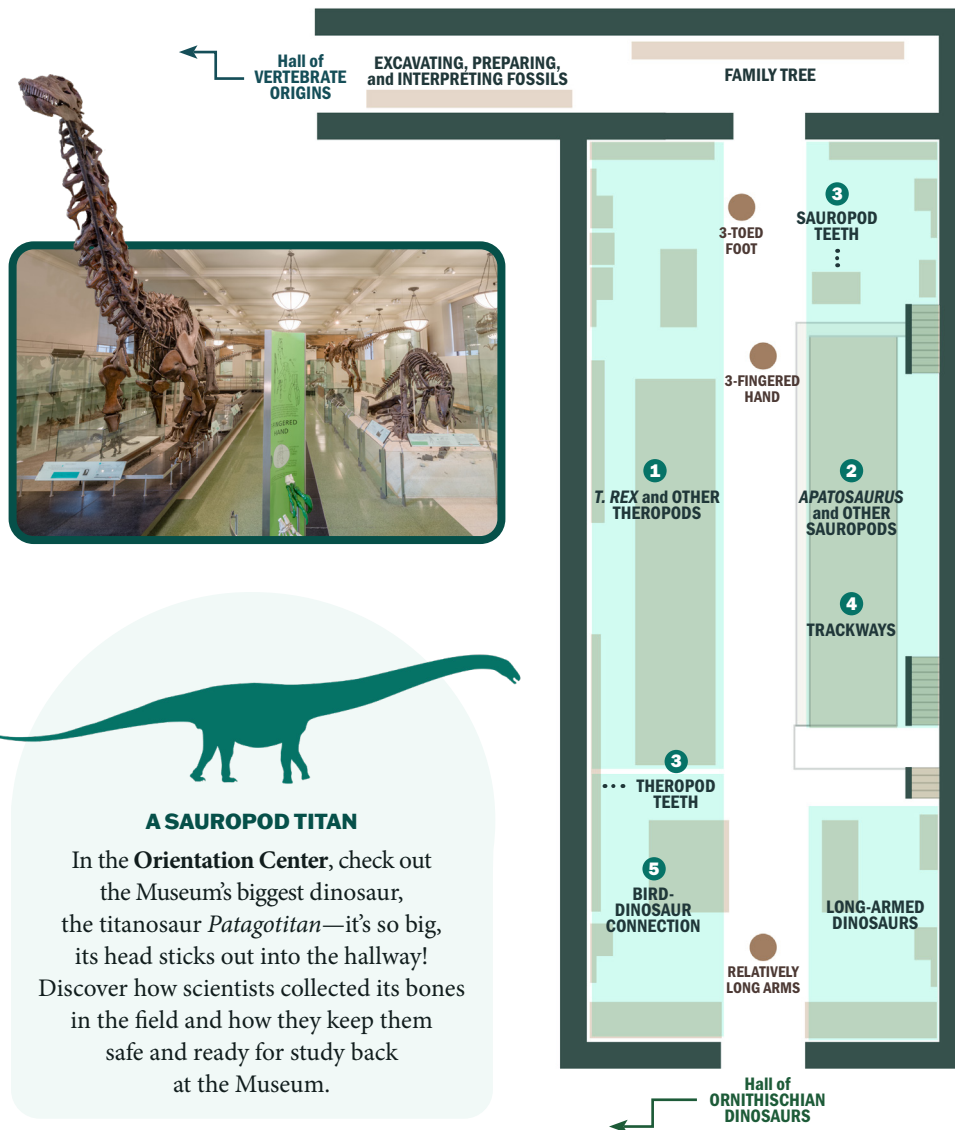 Hall of
VERTEBRATE
ORIGINS
EXCAVATING, PREPARING,
and INTERPRETING FOSSILS
FAMILY TREE
3
SAUROPOD
TEETH
3-TOED
FOOT
3-FINGERED
HAND
1
T. REX and OTHER
THEROPODS
2
APATOSAURUS
and OTHER
SAUROPODS
4
TRACKWAYS
3
THEROPOD
TEETH
5
BIRD-
DINOSAUR
CONNECTION
LONG-ARMED
DINOSAURS
RELATIVELY
LONG ARMS
Hall of
ORNITHISCHIAN
DINOSAURS
FINGERED
HAND
A SAUROPOD TITAN
In the Orientation Center, check out
the Museum’s biggest dinosaur,
the titanosaur Patagotitan—it’s so big,
its head sticks out into the hallway!
Discover how scientists collected its bones
in the field and how they keep them
safe and ready for study back
at the Museum.